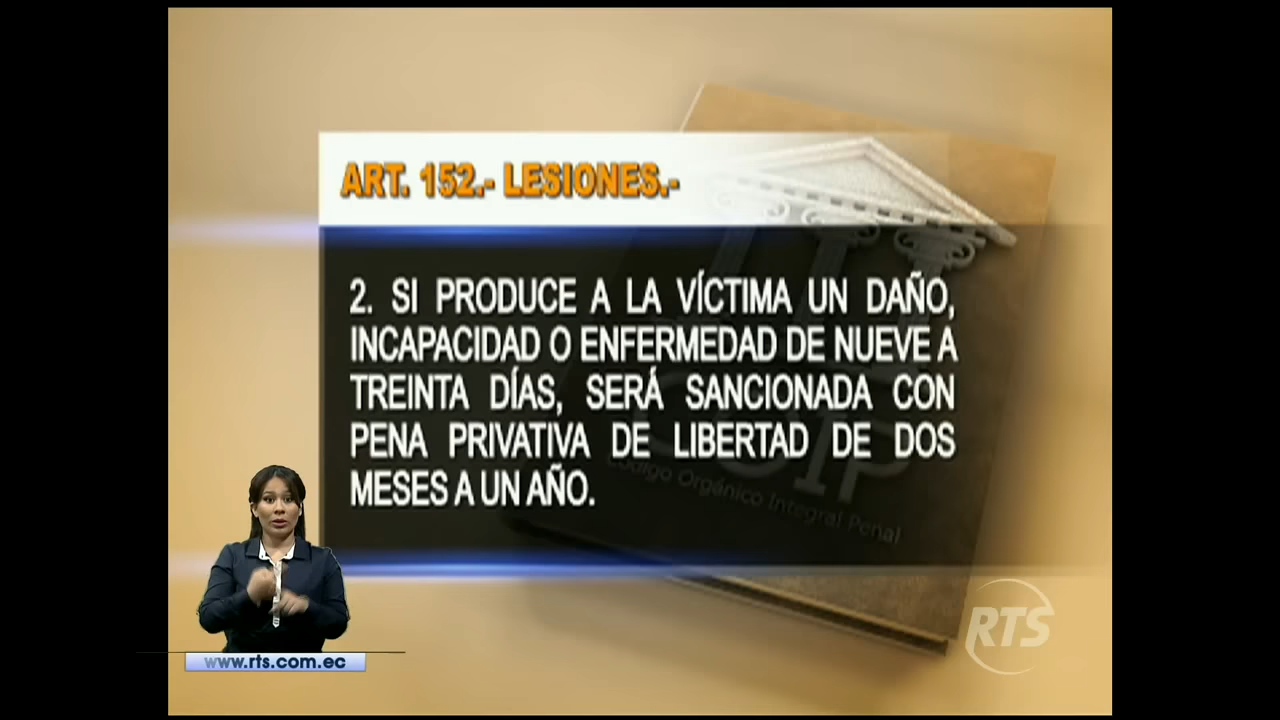 ART. 152.- LESIONES.-
2. SI PRODUCE A LA VÍCTIMA UN DAÑO,
INCAPACIDAD O ENFERMEDAD DE NUEVE A
TREINTA DÍAS, SERÁ SANCIONADA CON
PENA PRIVATIVA DE LIBERTAD DE DOS
MESES A UN AÑO.
COIP
Código Orgánico Integral Penal
RTS
www.rts.com.ec